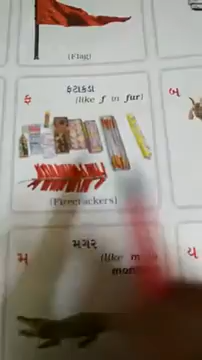 (Flag)
ફ
ફટાકડા
(like f in fur)
(Firecrackers)
બ
મ
મગર
(like m
ય